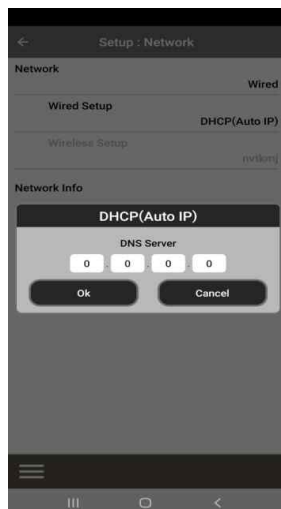 Setup : Network
Network
Wired
Wired Setup
DHCP(Auto IP)
Wireless Setup
Network Info
DHCP(Auto IP)
DNS Server
0 . 0 . 0 . 0
Ok
Cancel